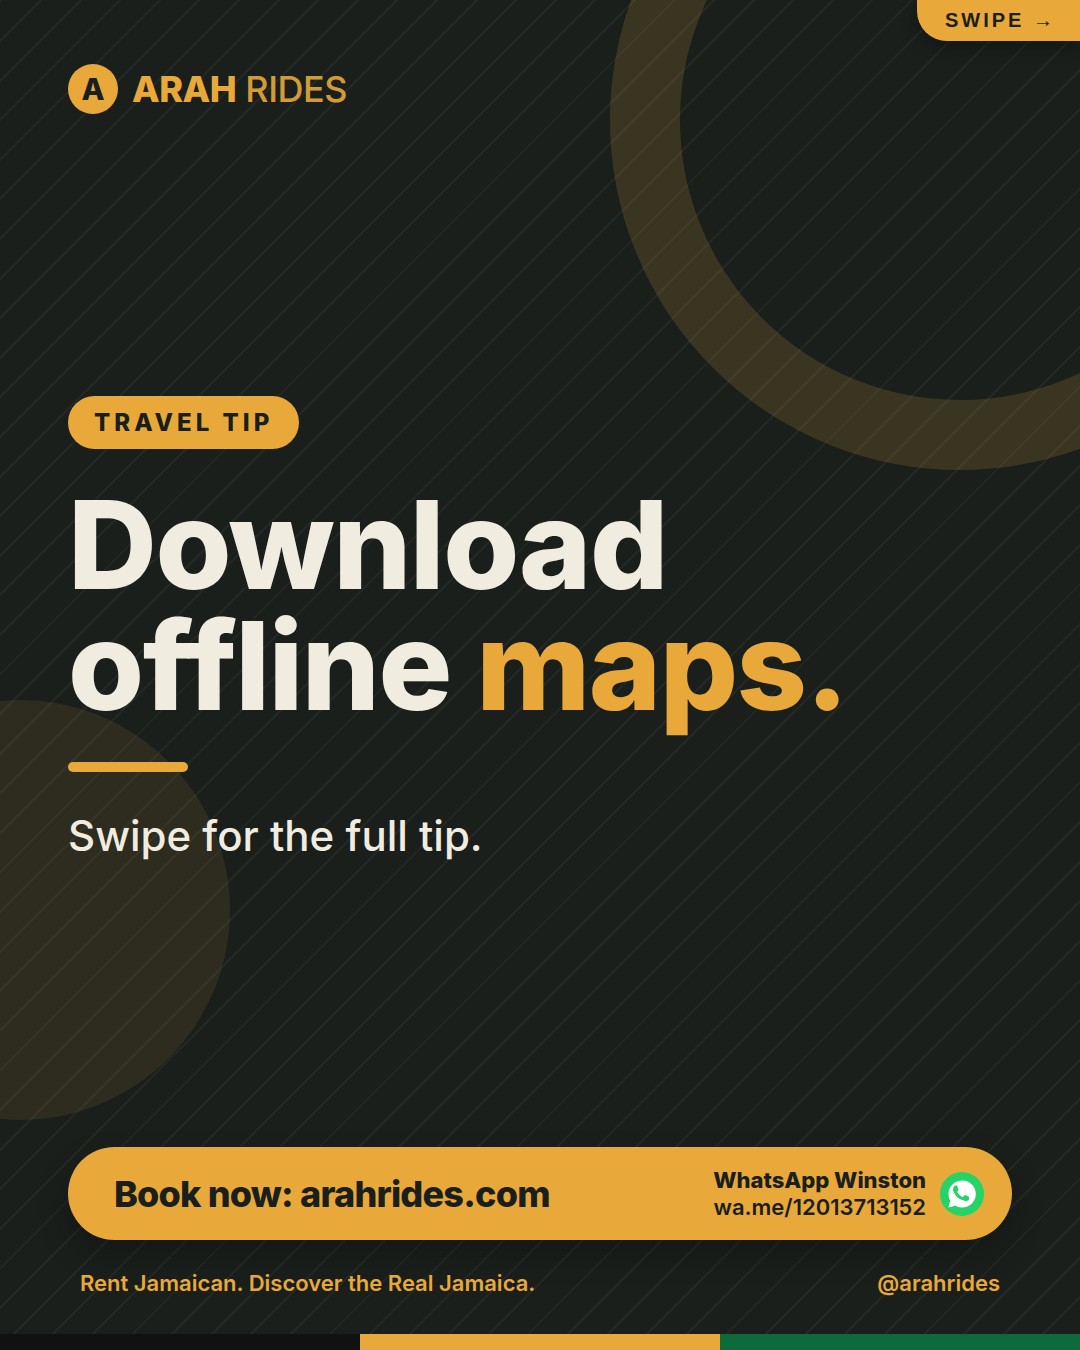 SWIPE →
A ARAH RIDES
TRAVEL TIP
Download
offline maps.
Swipe for the full tip.
Book now: arahrides.com
WhatsApp Winston
wa.me/12013713152
Rent Jamaican. Discover the Real Jamaica.
@arahrides